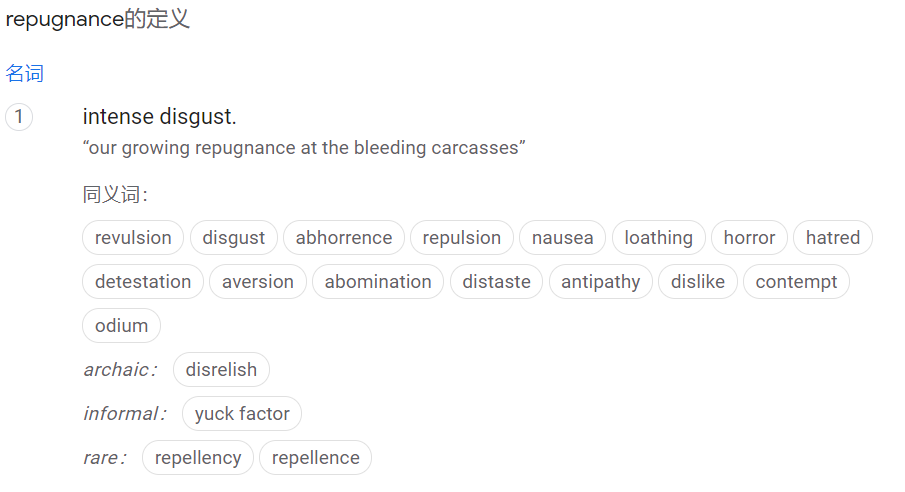 repugnance的定义
名词
1 intense disgust.
“our growing repugnance at the bleeding carcasses”
同义词：
revulsion disgust abhorrence repulsion nausea loathing horror hatred
detestation aversion abomination distaste antipathy dislike contempt
odium
archaic： disrelish
informal： yuck factor
rare： repellency repellence